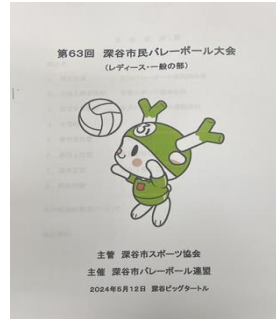 第63回 深谷市民バレーボール大会
（レディース・一般の部）
主管 深谷市スポーツ協会
主催 深谷市バレーボール連盟
2024年5月12日 深谷ビッグタートル